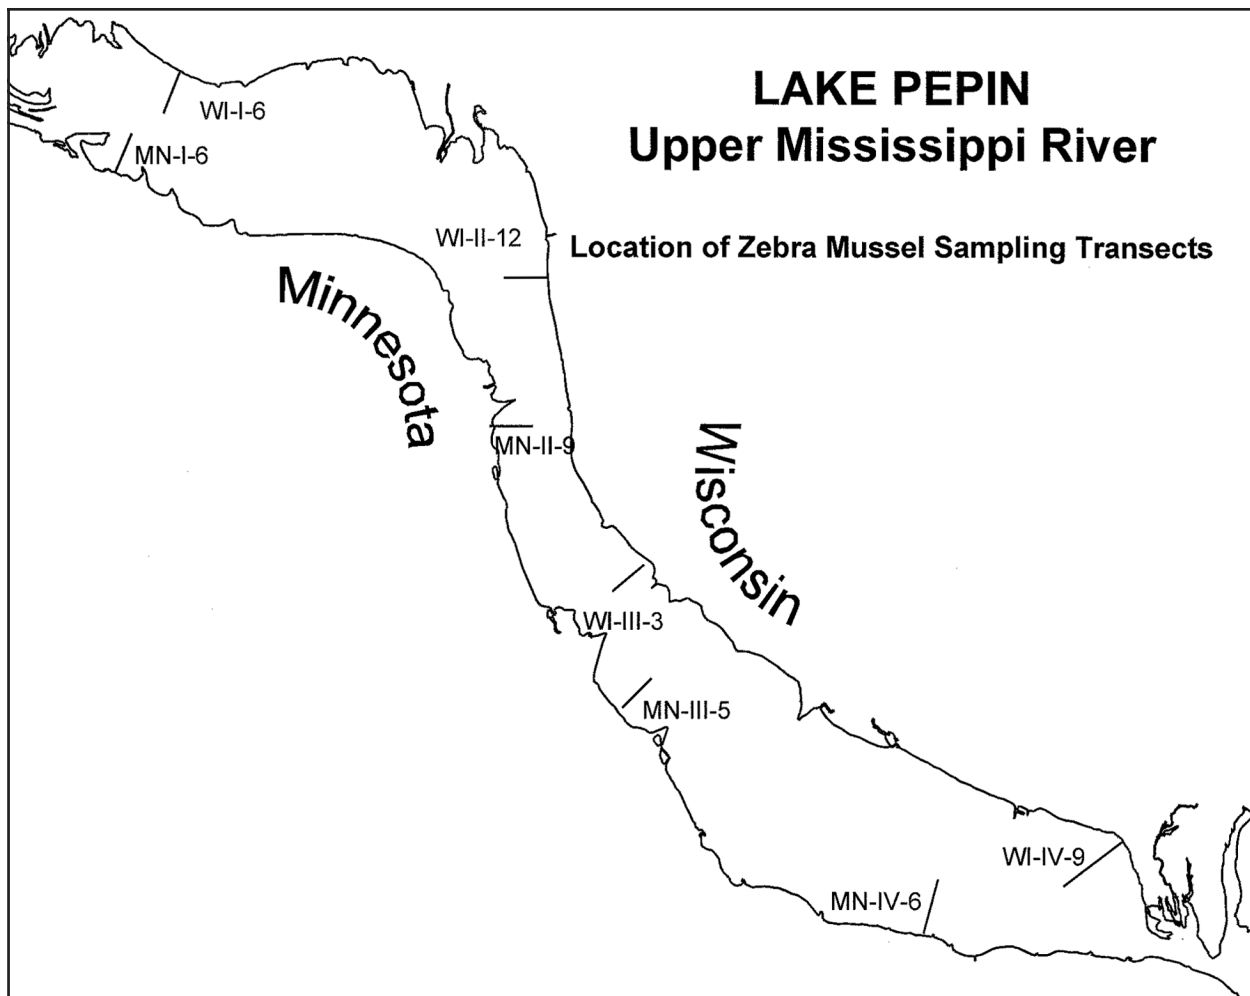 LAKE PEPIN
Upper Mississippi River
WI-I-6
MN-I-6
WI-II-12
Location of Zebra Mussel Sampling Transects
Minnesota
MN-II-9
Wisconsin
WI-III-3
MN-III-5
WI-IV-9
MN-IV-6